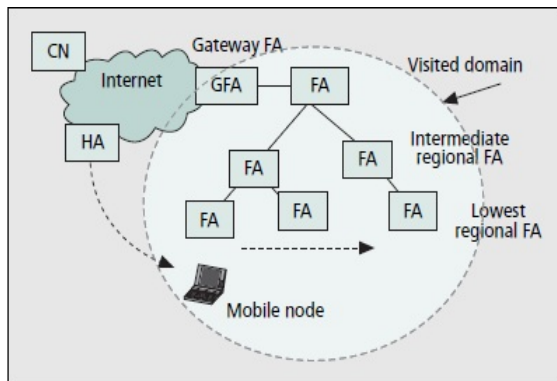 CN
Gateway FA
Visited domain
Internet
GFA
FA
HA
Intermediate
regional FA
FA
FA
FA
FA
FA
Lowest
regional FA
Mobile node